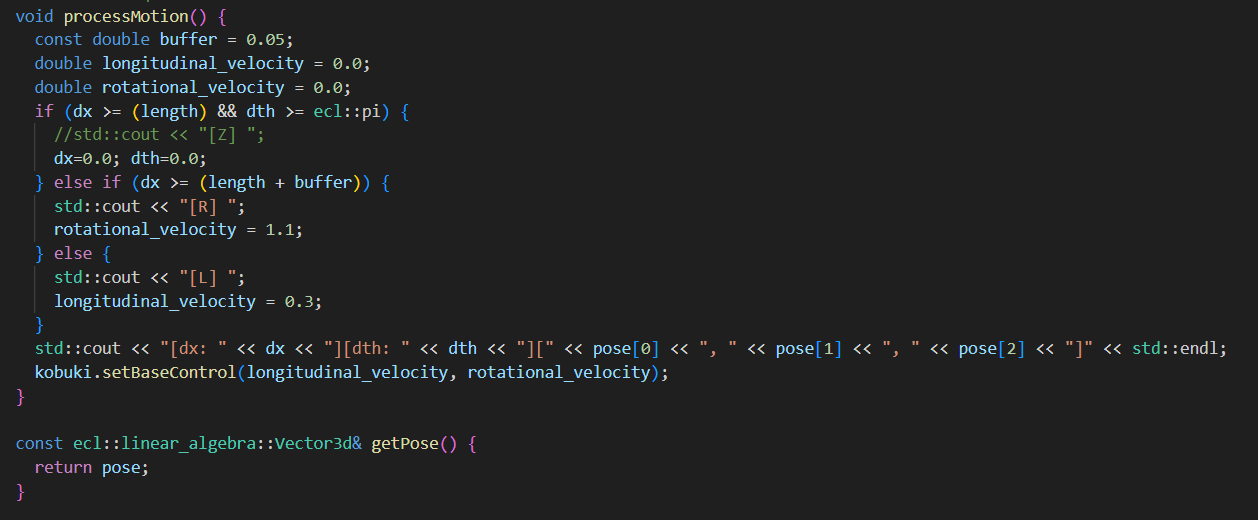 void processMotion() {
const double buffer = 0.05;
double longitudinal_velocity = 0.0;
double rotational_velocity = 0.0;
if (dx >= (length) && dth >= ecl::pi) {
//std::cout << "[Z] ";
dx=0.0; dth=0.0;
} else if (dx >= (length + buffer)) {
std::cout << "[R] ";
rotational_velocity = 1.1;
} else {
std::cout << "[L] ";
longitudinal_velocity = 0.3;
}
std::cout << "[dx: " << dx << "][dth: " << dth << "][" << pose[0] << ", " << pose[1] << ", " << pose[2] << "]" << std::endl;
kobuki.setBaseControl(longitudinal_velocity, rotational_velocity);
}
const ecl::linear_algebra::Vector3d& getPose() {
return pose;
}